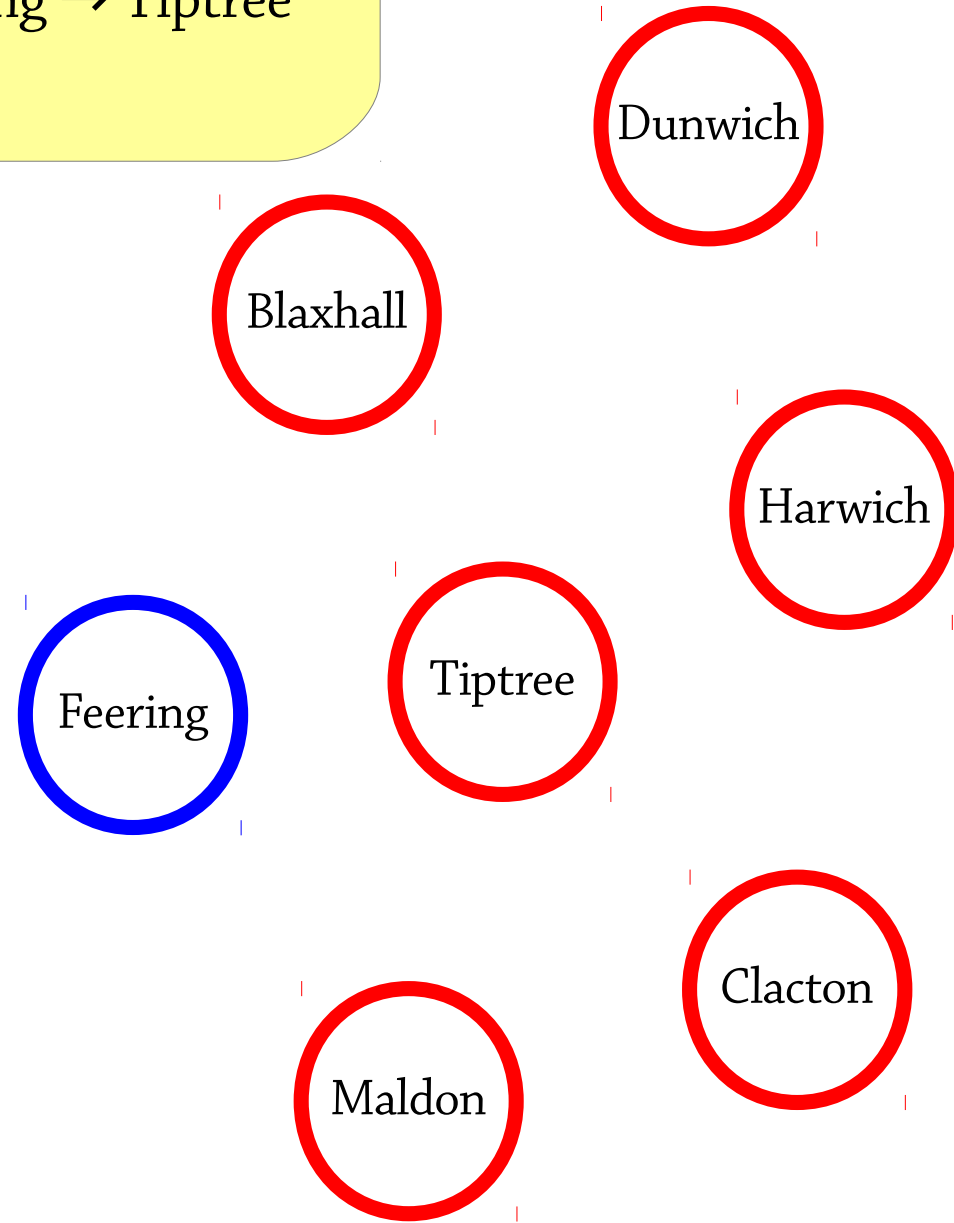 → Tiptree
Dunwich
Blaxhall
Harwich
Tiptree
Feering
Clacton
Maldon